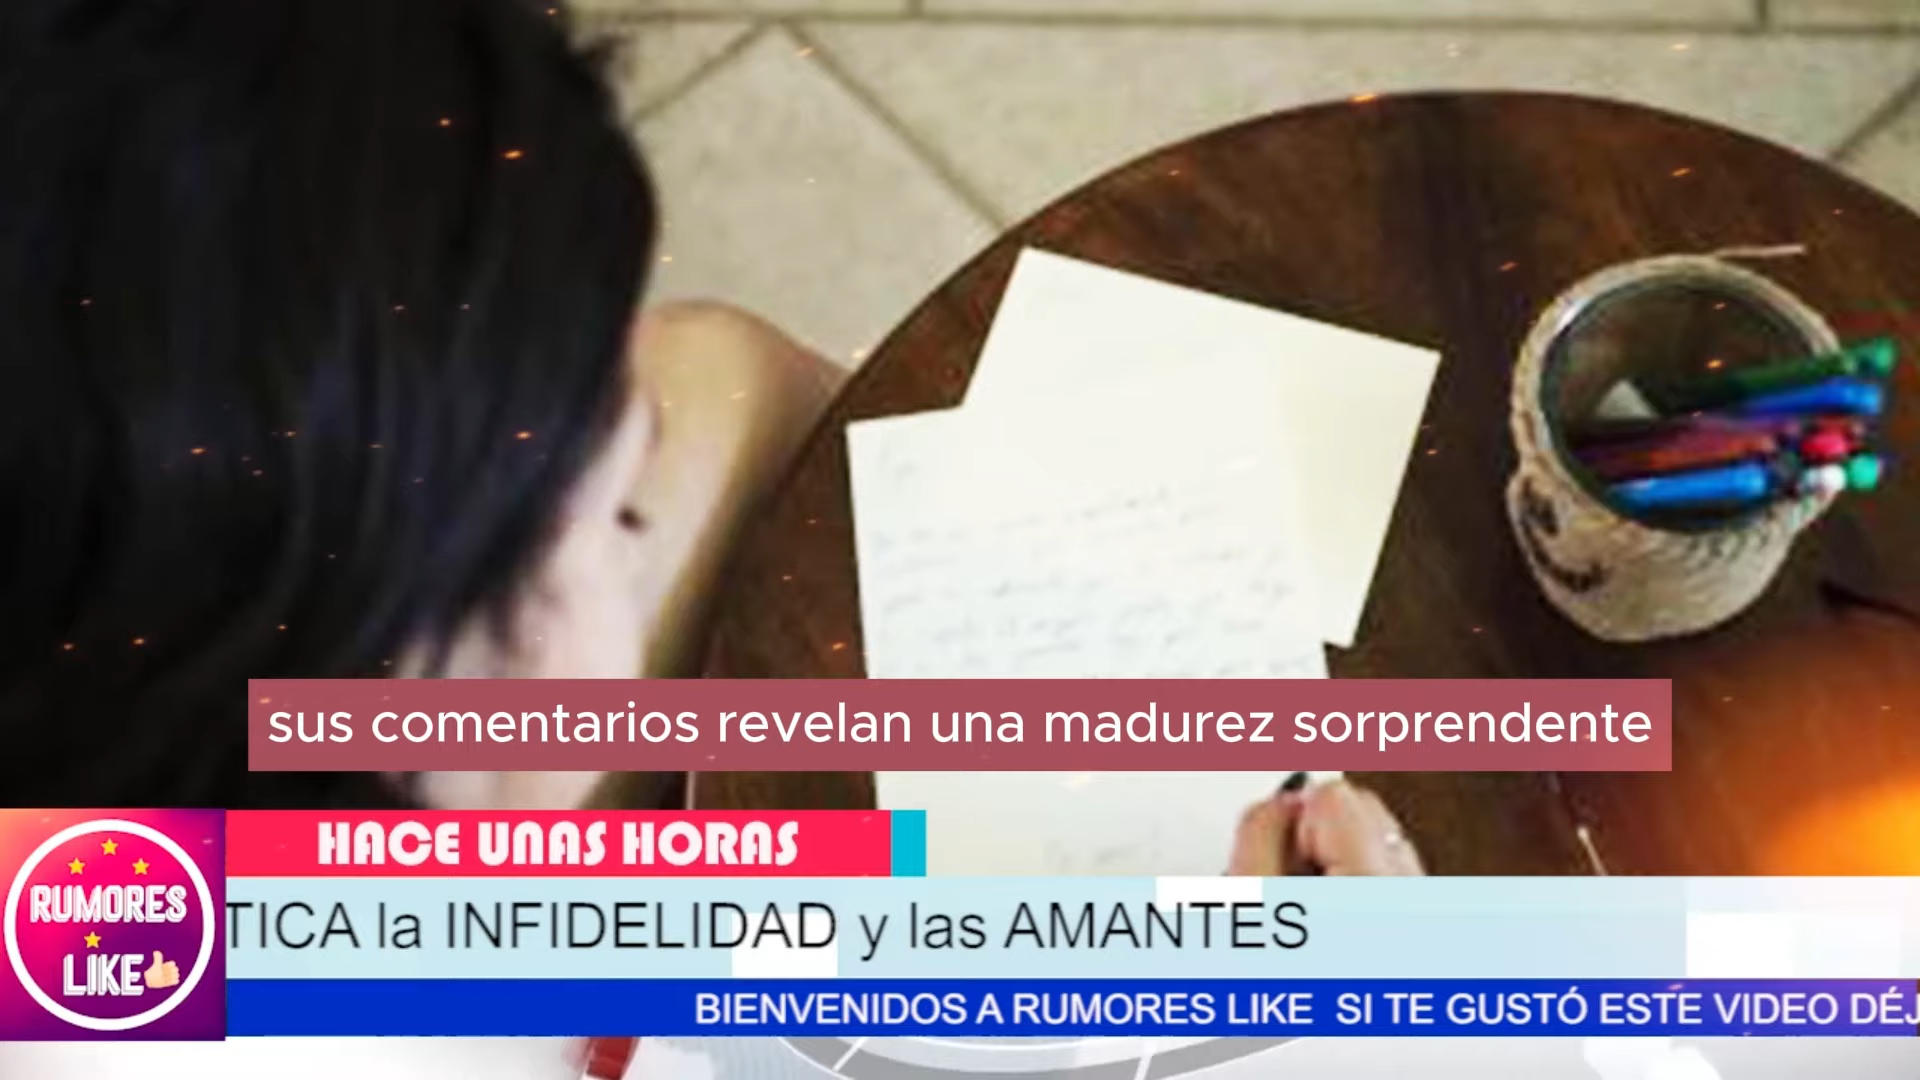 sus comentarios revelan una madurez sorprendente
HACE UNAS HORAS
TICA la INFIDELIDAD y las AMANTES
RUMORES
LIKE
BIENVENIDOS A RUMORES LIKE SI TE GUSTÓ ESTE VIDEO DÉJ